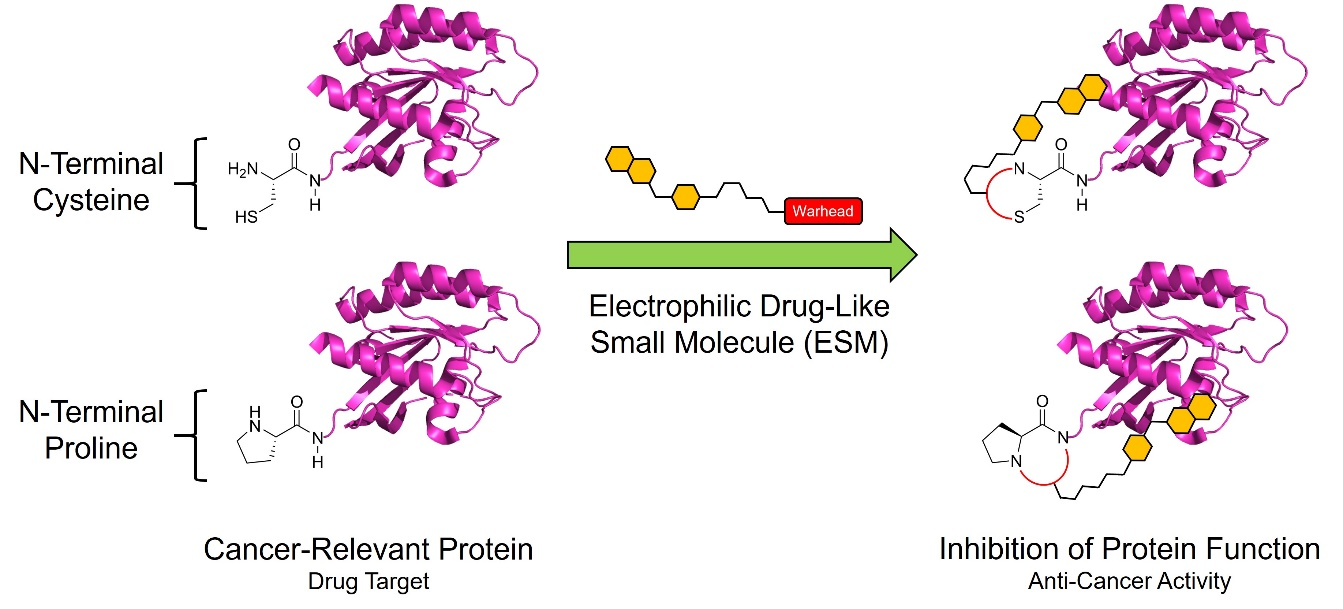 N-Terminal
Cysteine
H₂N
HS
O
N
H
Warhead
Electrophilic Drug-Like
Small Molecule (ESM)
N
S
O
N
H
N-Terminal
Proline
H
N
O
N
H
O
N
N
Cancer-Relevant Protein
Drug Target
Inhibition of Protein Function
Anti-Cancer Activity